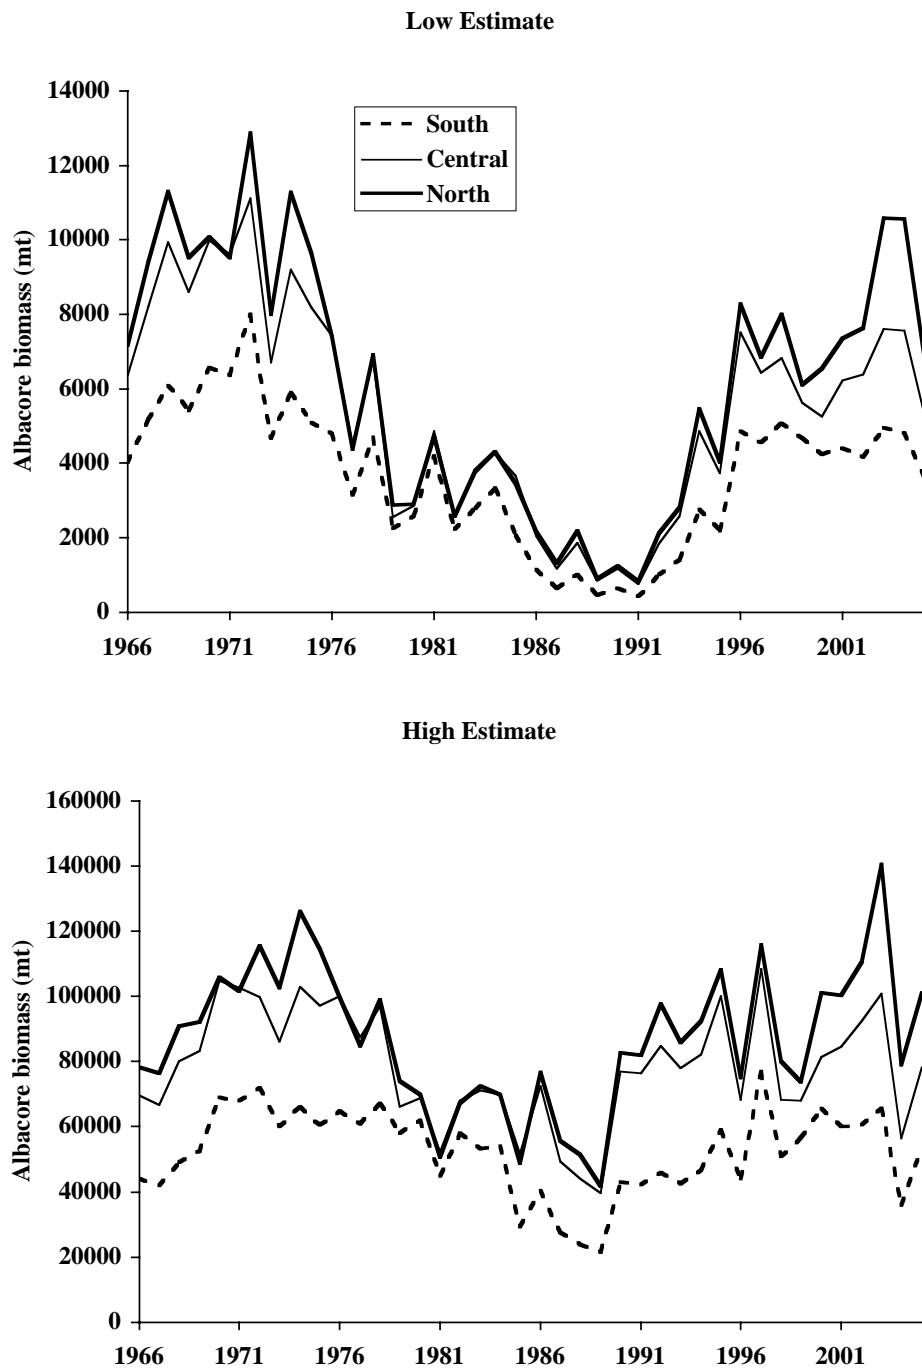 Low Estimate
14000
12000
10000
8000
6000
4000
2000
0
Albacore biomass (mt)
South
Central
North
1966 1971 1976 1981 1986 1991 1996 2001
High Estimate
160000
140000
120000
100000
80000
60000
40000
20000
0
Albacore biomass (mt)
1966 1971 1976 1981 1986 1991 1996 2001